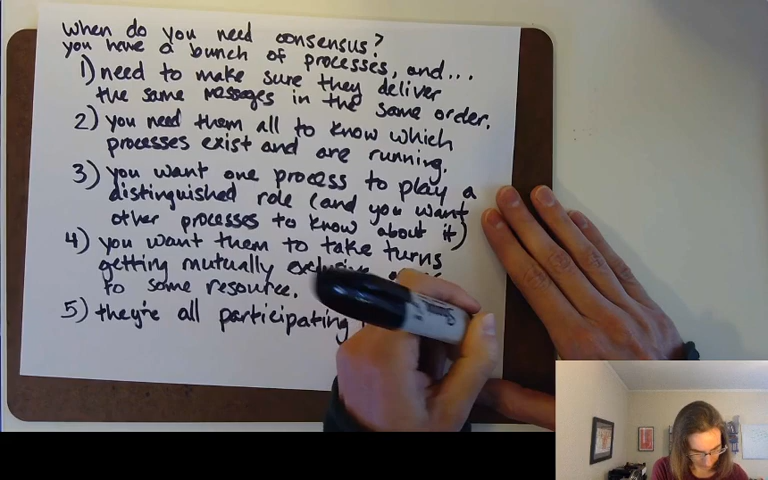 when do you need consensus?
you have a bunch of processes, and...
1) need to make sure they deliver
the same messages in the same order.
2) you need them all to know which
processes exist and are running.
3) you want one process to play a
distinguished role (and you want
other processes to know about it)
4) you want them to take turns
getting mutually
to some resource.
5) they're all participating